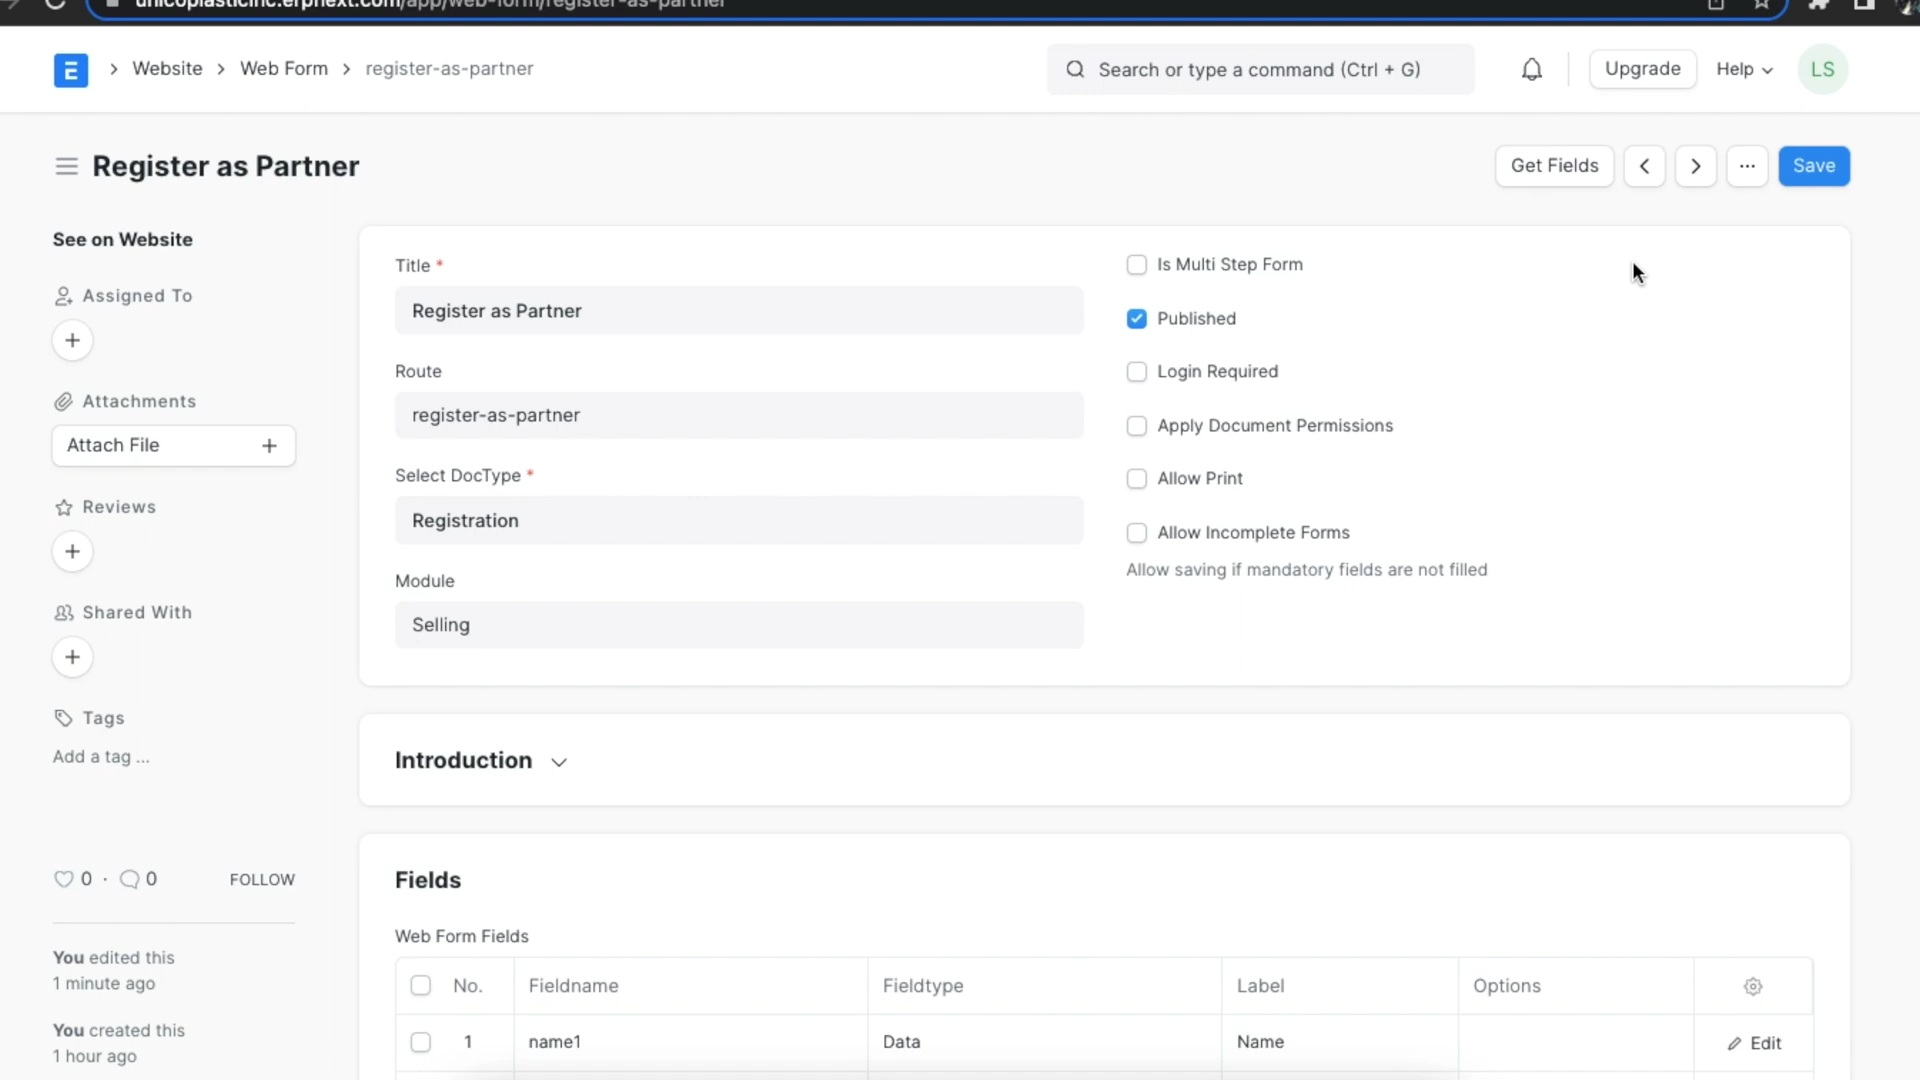 unicoplasticinc.erpnext.com/app/web-form/register-as-partner
E > Website > Web Form > register-as-partner
Search or type a command (Ctrl + G)
Upgrade
Help
LS
Register as Partner
Get Fields
Save
See on Website
Assigned To
Attachments
Attach File
Reviews
Shared With
Tags
Add a tag ...
0 · 0
FOLLOW
You edited this
1 minute ago
You created this
1 hour ago
Title *
Register as Partner
Route
register-as-partner
Select DocType *
Registration
Module
Selling
Is Multi Step Form
Published
Login Required
Apply Document Permissions
Allow Print
Allow Incomplete Forms
Allow saving if mandatory fields are not filled
Introduction
Fields
Web Form Fields
No. Fieldname Fieldtype Label Options
1 name1 Data Name Edit